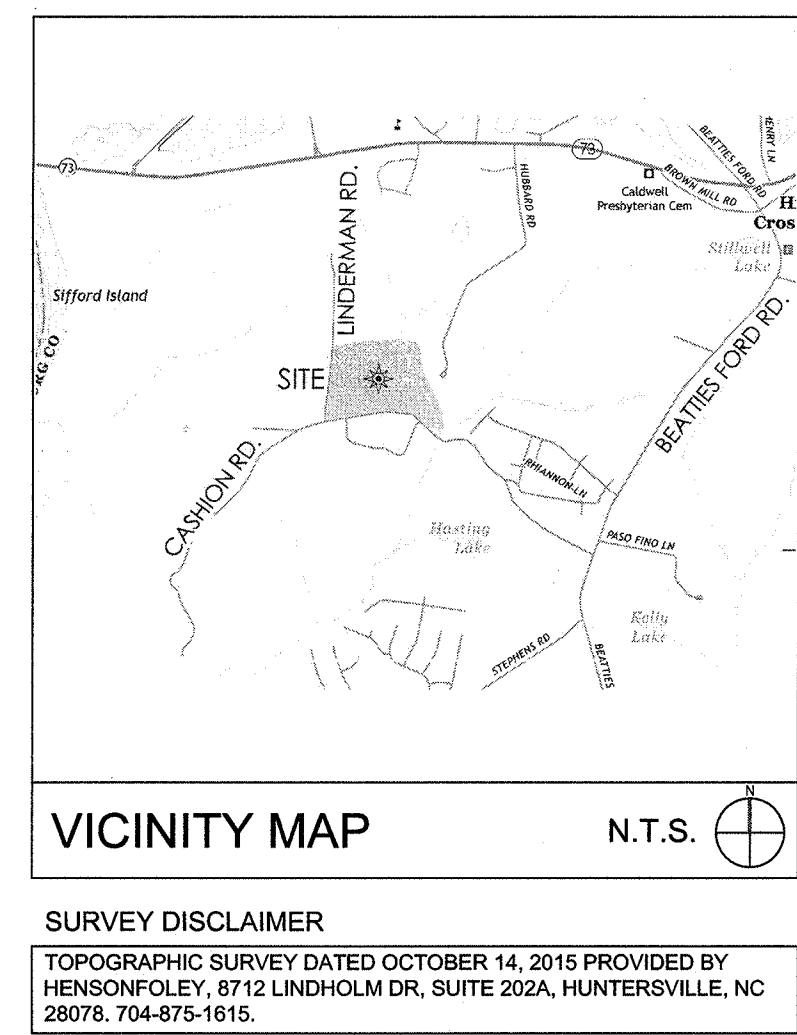 73
73
HENRY LN
BEATTIES FORD RD
BROWN MILL RD
Caldwell
Presbyterian Cem
HUBBARD RD
LINDERMAN RD.
Stillwell
Lake
Sifford Island
BEATTIES FORD RD.
SITE
CASHION RD.
RHIANNON LN
Hasting
Lake
PASO FINO LN
Kelly
Lake
STEPHENS RD
BEATTIES
VICINITY MAP
N.T.S.
N
SURVEY DISCLAIMER
TOPOGRAPHIC SURVEY DATED OCTOBER 14, 2015 PROVIDED BY
HENSONFOLEY, 8712 LINDHOLM DR, SUITE 202A, HUNTERSVILLE, NC
28078. 704-875-1615.